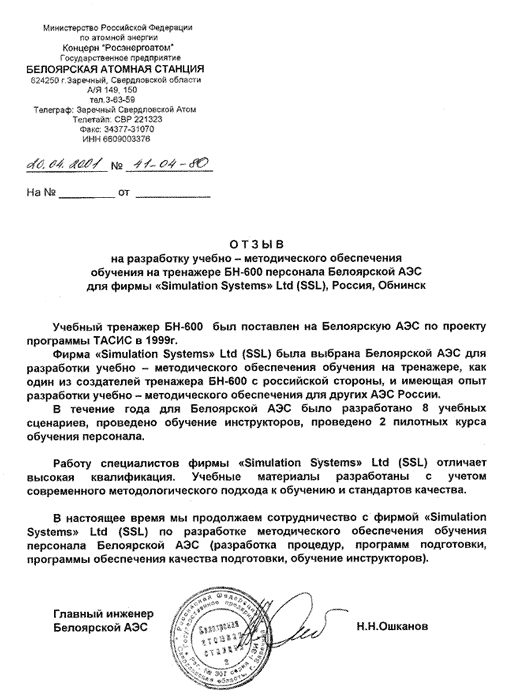 Министерство Российской Федерации
по атомной энергии
Концерн "Росэнергоатом"
Государственное предприятие
БЕЛОЯРСКАЯ АТОМНАЯ СТАНЦИЯ
624250 г.Заречный, Свердловской области
А/Я 149, 150
тел.3-63-59
Телеграф: Заречный Свердловской Атом
Телетайп: СВР 221323
Факс: 34377-31070
ИНН 6609003376
20.04.2001 № 41-04-80
На № от
О Т З Ы В
на разработку учебно – методического обеспечения
обучения на тренажере БН-600 персонала Белоярской АЭС
для фирмы «Simulation Systems» Ltd (SSL), Россия, Обнинск
Учебный тренажер БН-600 был поставлен на Белоярскую АЭС по проекту
программы ТАСИС в 1999г.
Фирма «Simulation Systems» Ltd (SSL) была выбрана Белоярской АЭС для
разработки учебно – методического обеспечения обучения на тренажере, как
один из создателей тренажера БН-600 с российской стороны, и имеющая опыт
разработки учебно – методического обеспечения для других АЭС России.
В течение года для Белоярской АЭС было разработано 8 учебных
сценариев, проведено обучение инструкторов, проведено 2 пилотных курса
обучения персонала.
Работу специалистов фирмы «Simulation Systems» Ltd (SSL) отличает
высокая квалификация. Учебные материалы разработаны с учетом
современного методологического подхода к обучению и стандартов качества.
В настоящее время мы продолжаем сотрудничество с фирмой «Simulation
Systems» Ltd (SSL) по разработке методического обеспечения обучения
персонала Белоярской АЭС (разработка процедур, программ подготовки,
программы обеспечения качества подготовки, обучение инструкторов).
Главный инженер
Белоярской АЭС
Н.Н.Ошканов
Белоярская
атомная
станция
2